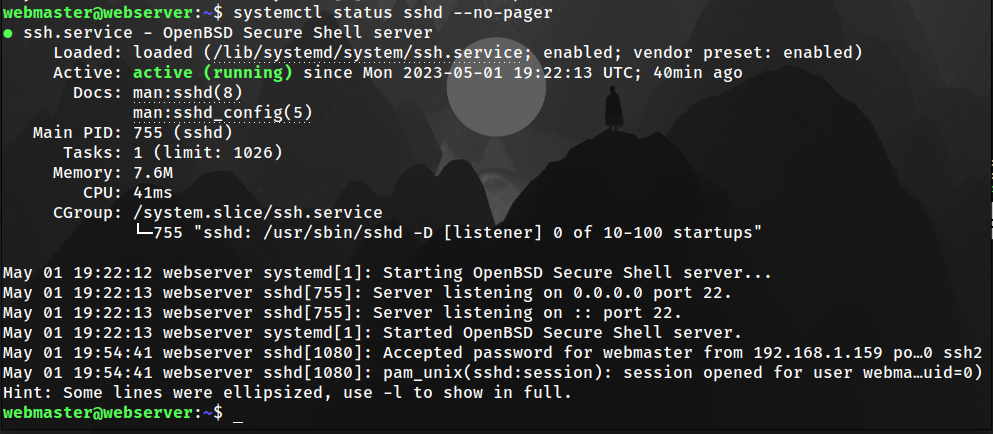 webmaster@webserver:~$ systemctl status sshd --no-pager
● ssh.service - OpenBSD Secure Shell server
     Loaded: loaded (/lib/systemd/system/ssh.service; enabled; vendor preset: enabled)
     Active: active (running) since Mon 2023-05-01 19:22:13 UTC; 40min ago
       Docs: man:sshd(8)
             man:sshd_config(5)
   Main PID: 755 (sshd)
      Tasks: 1 (limit: 1026)
     Memory: 7.6M
        CPU: 41ms
     CGroup: /system.slice/ssh.service
             └─755 "sshd: /usr/sbin/sshd -D [listener] 0 of 10-100 startups"
May 01 19:22:12 webserver systemd[1]: Starting OpenBSD Secure Shell server...
May 01 19:22:13 webserver sshd[755]: Server listening on 0.0.0.0 port 22.
May 01 19:22:13 webserver sshd[755]: Server listening on :: port 22.
May 01 19:22:13 webserver systemd[1]: Started OpenBSD Secure Shell server.
May 01 19:54:41 webserver sshd[1080]: Accepted password for webmaster from 192.168.1.159 po…0 ssh2
May 01 19:54:41 webserver sshd[1080]: pam_unix(sshd:session): session opened for user webma…uid=0)
Hint: Some lines were ellipsized, use -l to show in full.
webmaster@webserver:~$ _